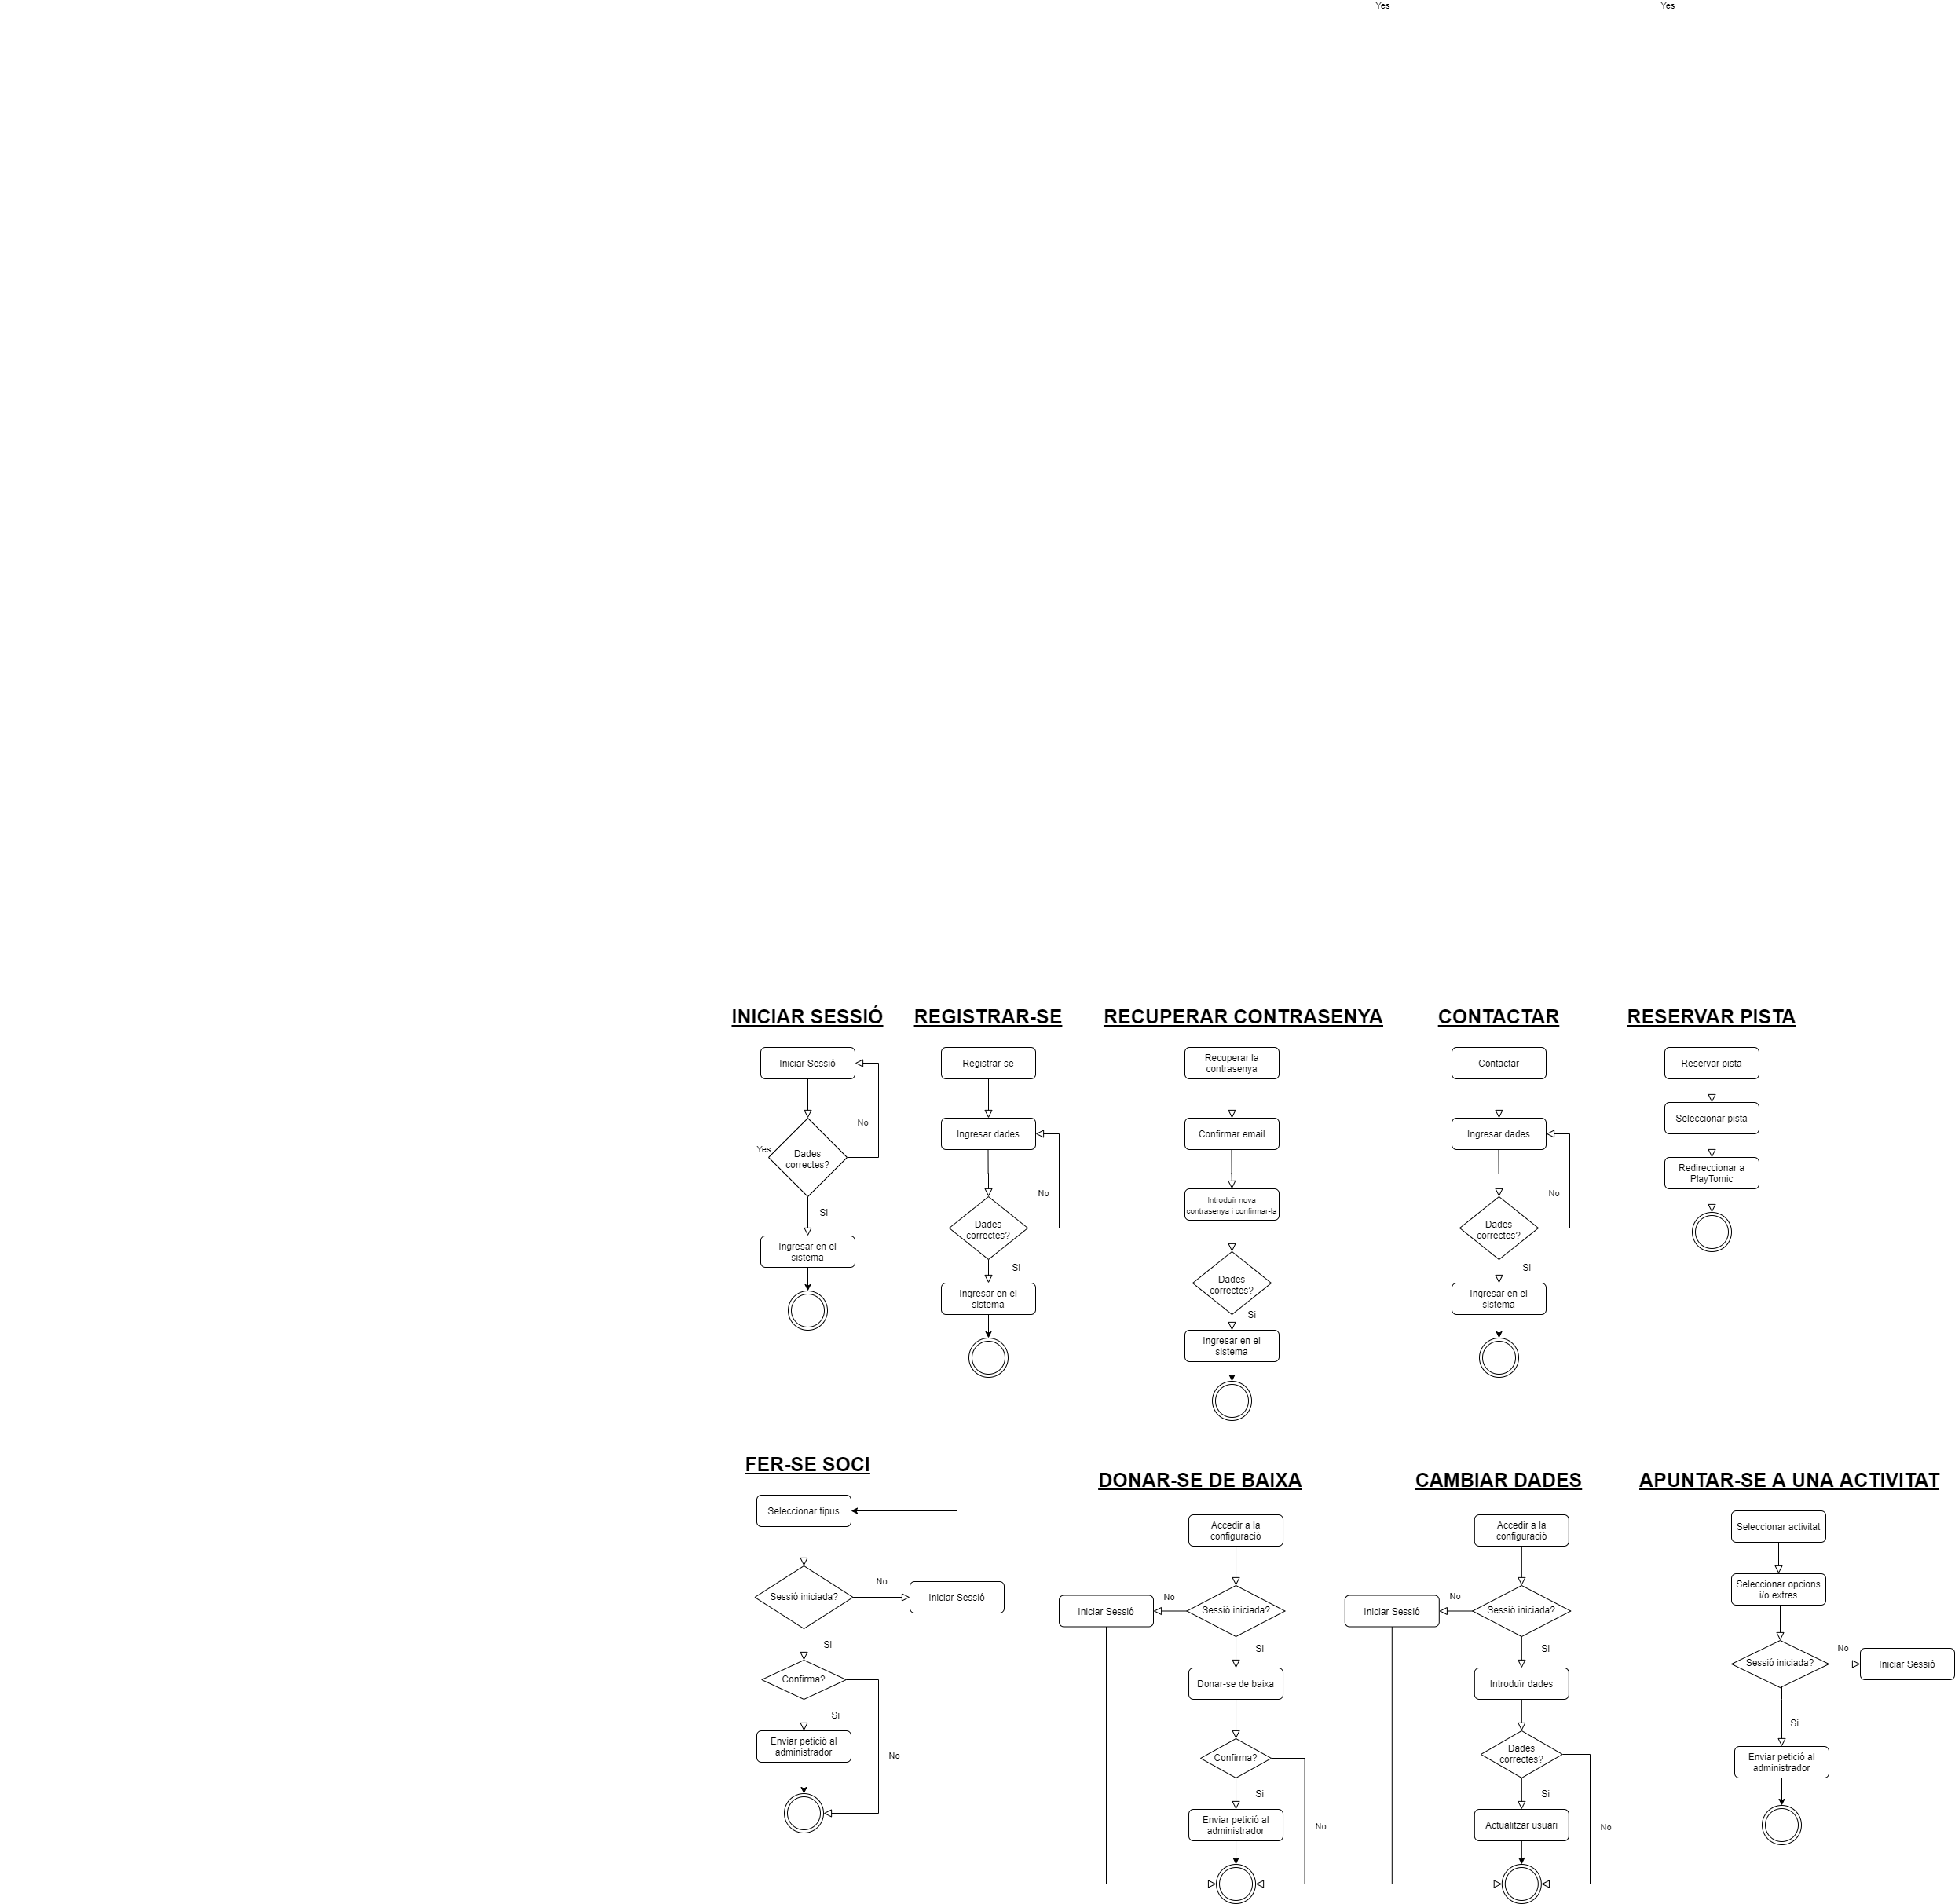 Yes
Yes
INICIAR SESSIÓ
Iniciar Sessió
No
Yes
Dades
correctes?
Si
Ingresar en el
sistema
REGISTRAR-SE
Registrar-se
Ingresar dades
No
Dades
correctes?
Si
Ingresar en el
sistema
RECUPERAR CONTRASENYA
Recuperar la
contrasenya
Confirmar email
Introduïr nova
contrasenya i confirmar-la
Dades
correctes?
Si
Ingresar en el
sistema
CONTACTAR
Contactar
Ingresar dades
No
Dades
correctes?
Si
Ingresar en el
sistema
RESERVAR PISTA
Reservar pista
Seleccionar pista
Redireccionar a
PlayTomic
FER-SE SOCI
Seleccionar tipus
Sessió iniciada?
No
Iniciar Sessió
Si
Confirma?
Si
Enviar petició al
administrador
No
DONAR-SE DE BAIXA
Accedir a la
configuració
Sessió iniciada?
No
Iniciar Sessió
Si
Donar-se de baixa
Confirma?
Si
Enviar petició al
administrador
No
CAMBIAR DADES
Accedir a la
configuració
Sessió iniciada?
No
Iniciar Sessió
Si
Introduïr dades
Dades
correctes?
Si
Actualitzar usuari
No
APUNTAR-SE A UNA ACTIVITAT
Seleccionar activitat
Seleccionar opcions
i/o extres
Sessió iniciada?
No
Iniciar Sessió
Si
Enviar petició al
administrador